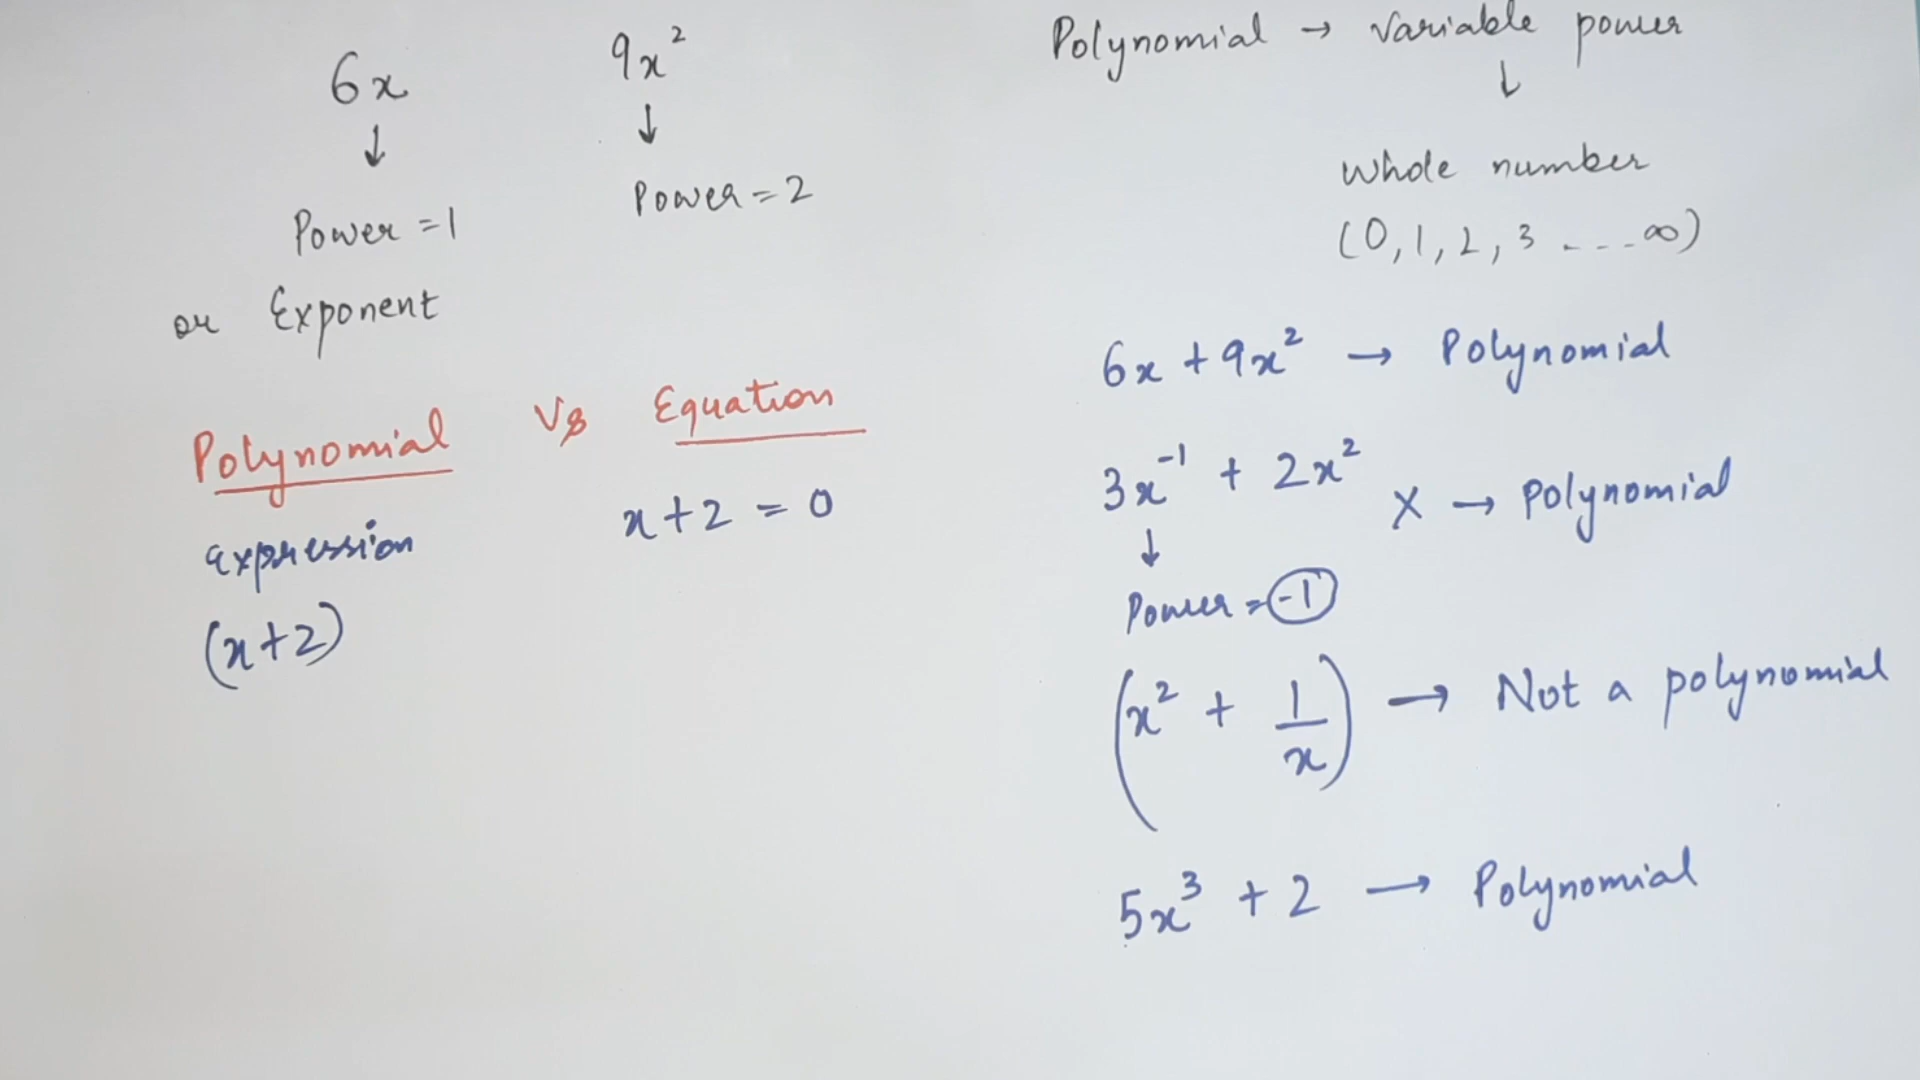 6x
↓
Power = 1
or Exponent
9x²
↓
Power = 2
Polynomial vs Equation
expression
(x+2)
x+2 = 0
Polynomial → variable power
↓
Whole number
(0,1,2,3 ---- ∞)
6x + 9x² → Polynomial
3x⁻¹ + 2x² X → Polynomial
↓
Power = -1
(x² + 1/x) → Not a polynomial
5x³ + 2 → Polynomial